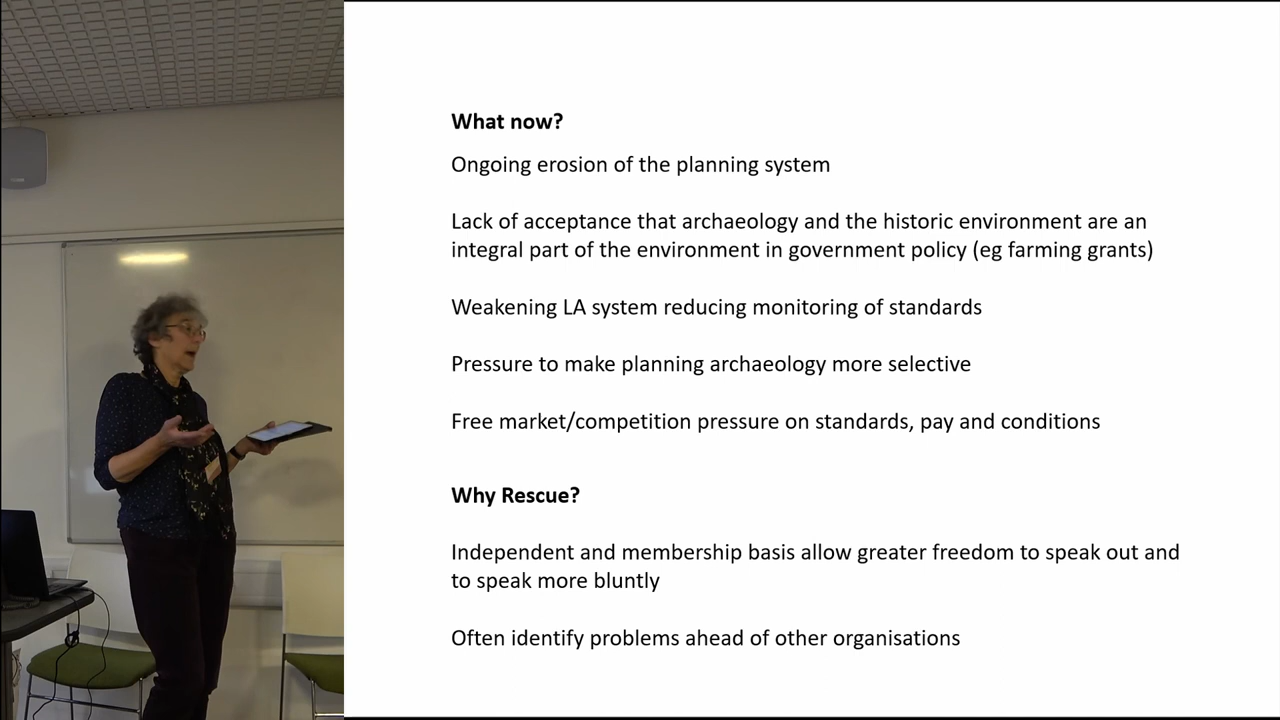 What now?
Ongoing erosion of the planning system
Lack of acceptance that archaeology and the historic environment are an
integral part of the environment in government policy (eg farming grants)
Weakening LA system reducing monitoring of standards
Pressure to make planning archaeology more selective
Free market/competition pressure on standards, pay and conditions
Why Rescue?
Independent and membership basis allow greater freedom to speak out and
to speak more bluntly
Often identify problems ahead of other organisations